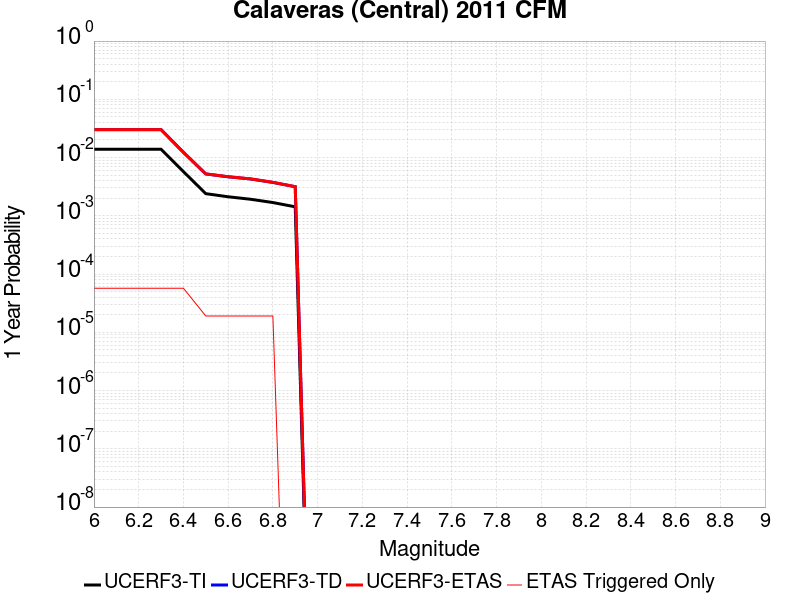 Calaveras (Central) 2011 CFM
10^0
10^-1
10^-2
10^-3
10^-4
10^-5
10^-6
10^-7
10^-8
1 Year Probability
6 6.2 6.4 6.6 6.8 7 7.2 7.4 7.6 7.8 8 8.2 8.4 8.6 8.8 9
Magnitude
UCERF3-TI UCERF3-TD UCERF3-ETAS ETAS Triggered Only